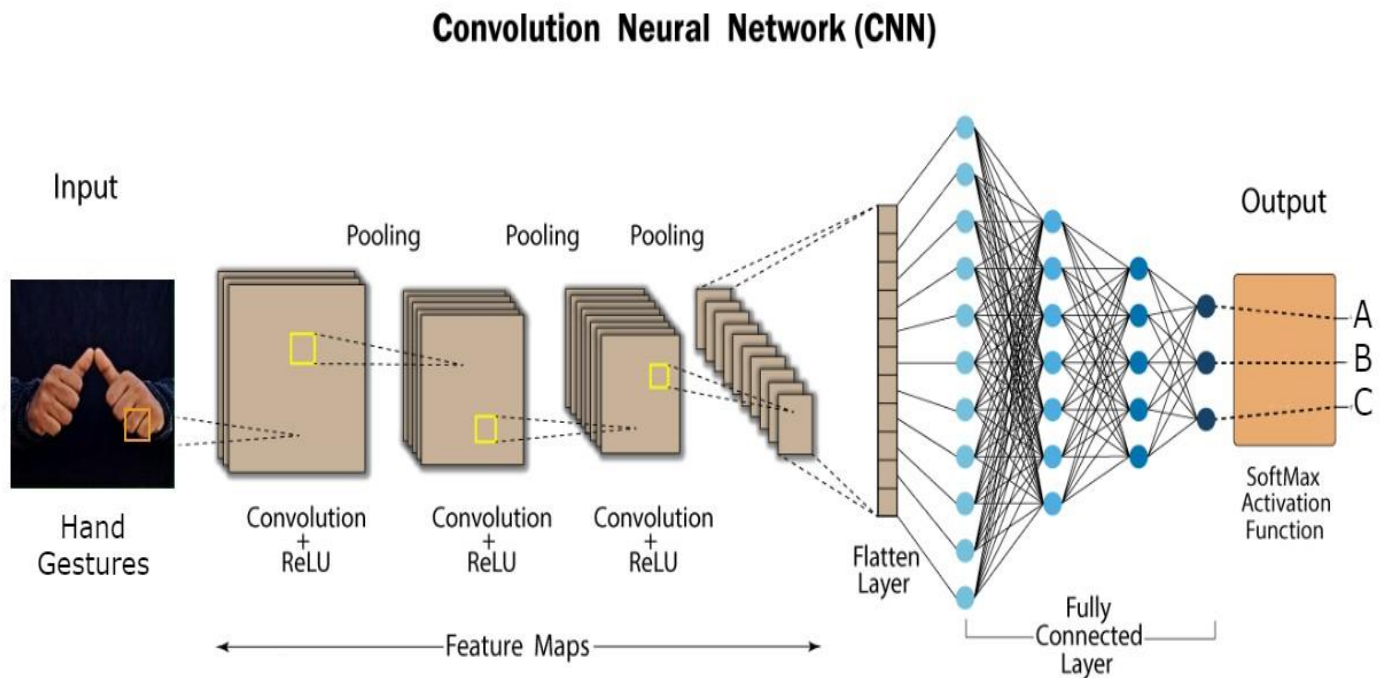 Convolution Neural Network (CNN)
Input
Pooling
Pooling
Pooling
Output
A
B
C
Hand
Gestures
Convolution
+
ReLU
Convolution
+
ReLU
Convolution
+
ReLU
Flatten
Layer
SoftMax
Activation
Function
Feature Maps
Fully
Connected
Layer